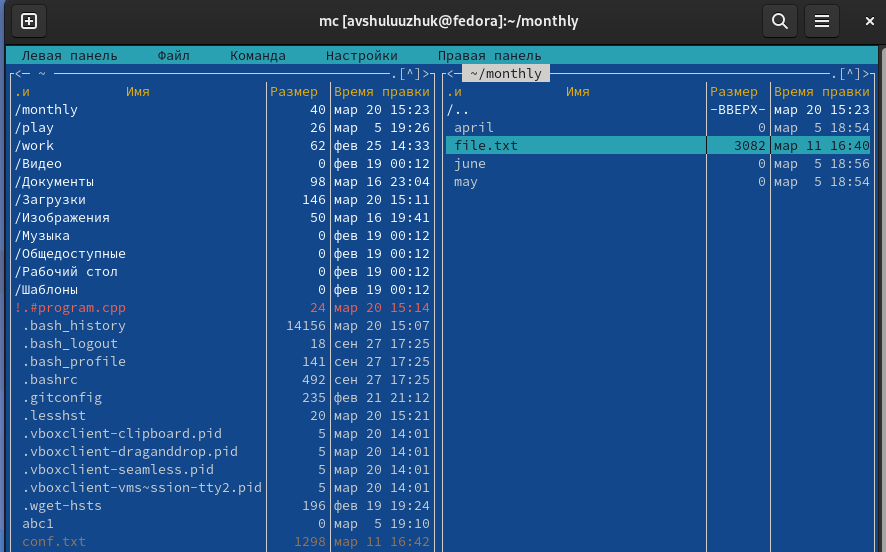 mc [avshuluuzhuk@fedora]:~/monthly
Левая панель Файл Команда Настройки Правая панель
<─ ~ .[^]> <─ ~/monthly .[^]>
.и Имя Размер Время правки .и Имя Размер Время правки
/monthly 40 мар 20 15:23 /.. -ВВЕРХ- мар 20 15:23
/play 26 мар 5 19:26 april 0 мар 5 18:54
/work 62 фев 25 14:33 file.txt 3082 мар 11 16:40
/Видео 0 фев 19 00:12 june 0 мар 5 18:56
/Документы 98 мар 16 23:04 may 0 мар 5 18:54
/Загрузки 146 мар 20 15:11
/Изображения 50 мар 16 19:41
/Музыка 0 фев 19 00:12
/Общедоступные 0 фев 19 00:12
/Рабочий стол 0 фев 19 00:12
/Шаблоны 0 фев 19 00:12
!.#program.cpp 24 мар 20 15:14
.bash_history 14156 мар 20 15:07
.bash_logout 18 сен 27 17:25
.bash_profile 141 сен 27 17:25
.bashrc 492 сен 27 17:25
.gitconfig 235 фев 21 21:12
.lesshst 20 мар 20 15:21
.vboxclient-clipboard.pid 5 мар 20 14:01
.vboxclient-draganddrop.pid 5 мар 20 14:01
.vboxclient-seamless.pid 5 мар 20 14:01
.vboxclient-vms~ssion-tty2.pid 5 мар 20 14:01
.wget-hsts 196 фев 19 19:24
abc1 0 мар 5 19:10
conf.txt 1298 мар 11 16:42